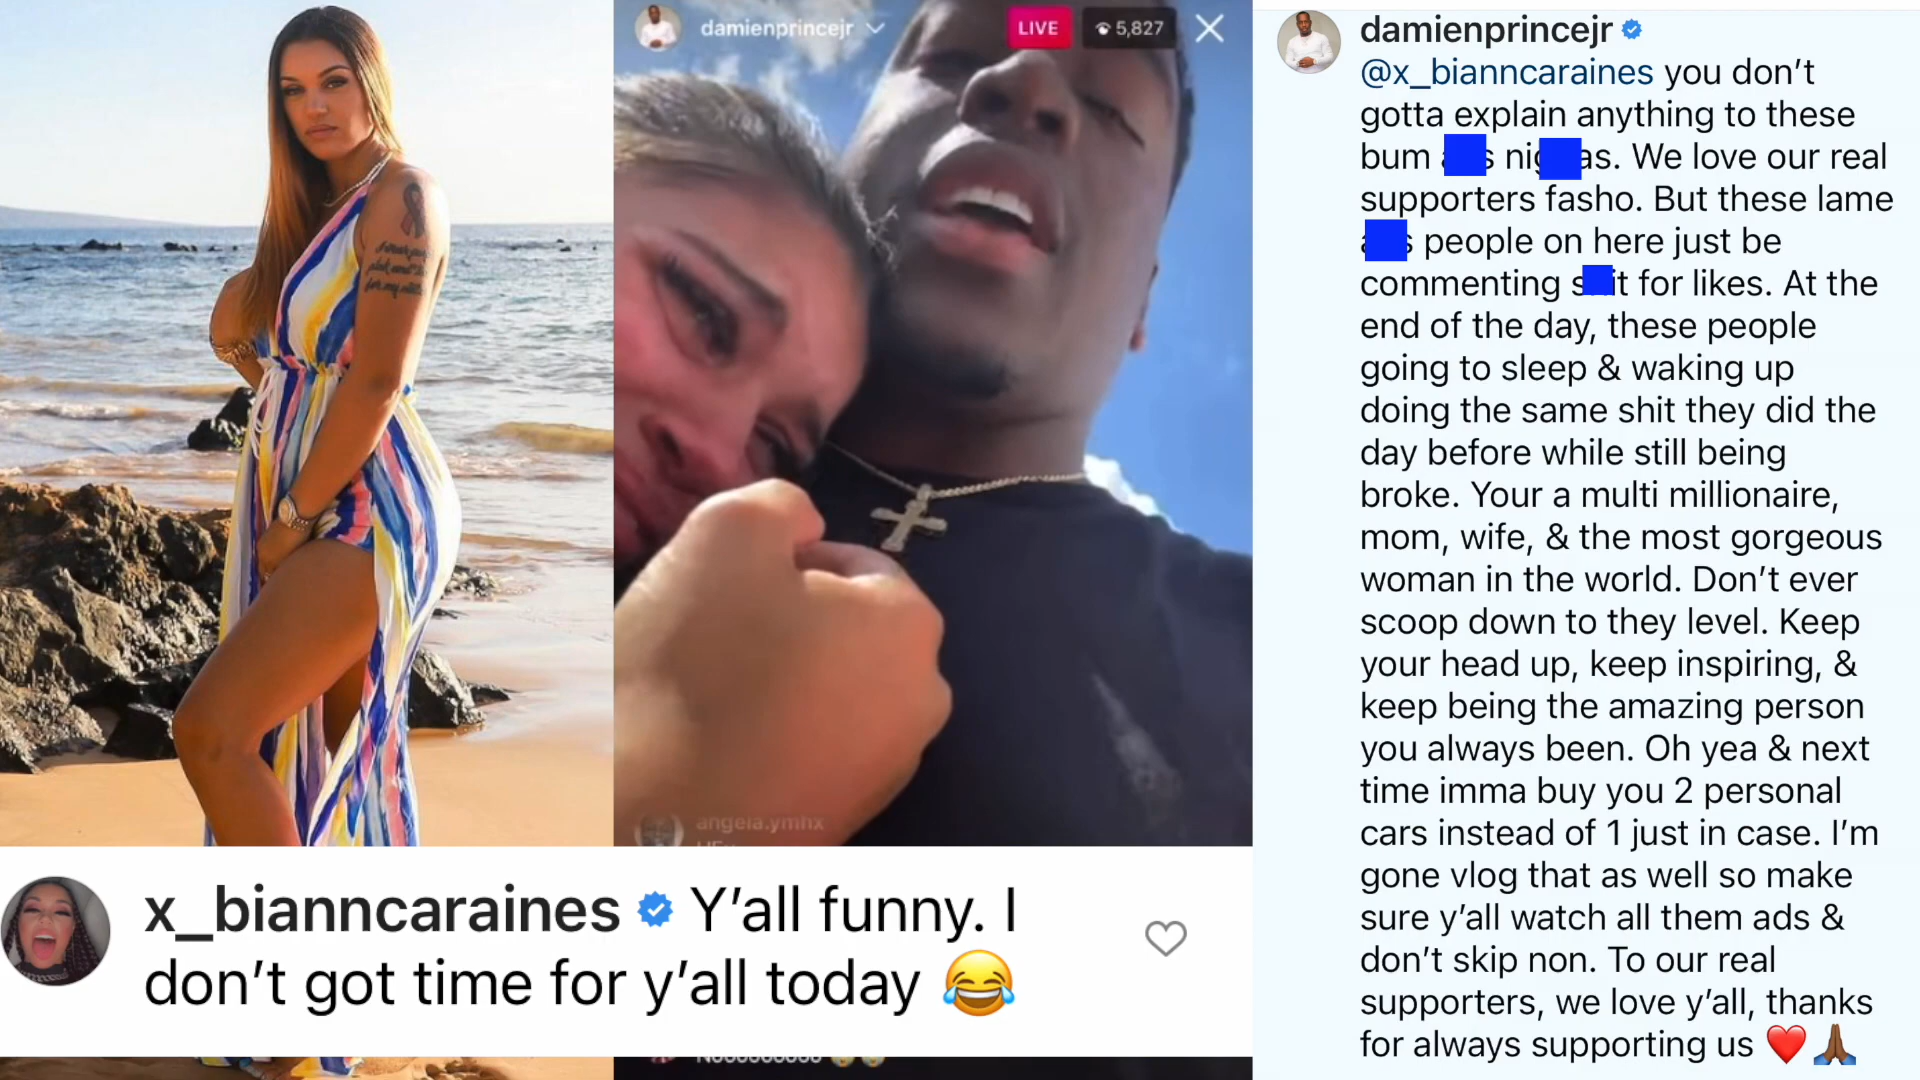 damienprincejr
LIVE
5,827
angela.ymhx
x_bianncaraines Y’all funny. I
don’t got time for y’all today 😂
damienprincejr
@x_bianncaraines you don’t
gotta explain anything to these
bum s nig as. We love our real
supporters fasho. But these lame
s people on here just be
commenting s it for likes. At the
end of the day, these people
going to sleep & waking up
doing the same shit they did the
day before while still being
broke. Your a multi millionaire,
mom, wife, & the most gorgeous
woman in the world. Don’t ever
scoop down to they level. Keep
your head up, keep inspiring, &
keep being the amazing person
you always been. Oh yea & next
time imma buy you 2 personal
cars instead of 1 just in case. I’m
gone vlog that as well so make
sure y’all watch all them ads &
don’t skip non. To our real
supporters, we love y’all, thanks
for always supporting us ❤️🙏🏾